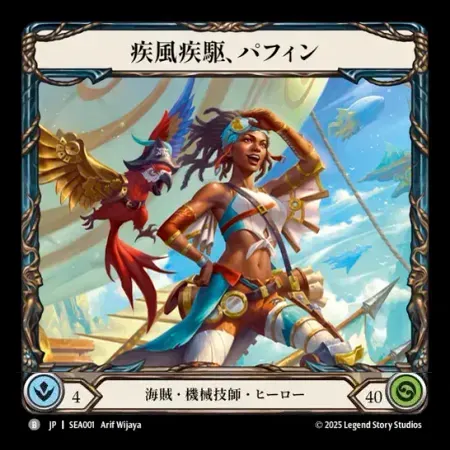 疾風疾駆、パフィン
4
海賊・機械技師・ヒーロー
40
B JP | SEA001 Arif Wijaya
© 2025 Legend Story Studios